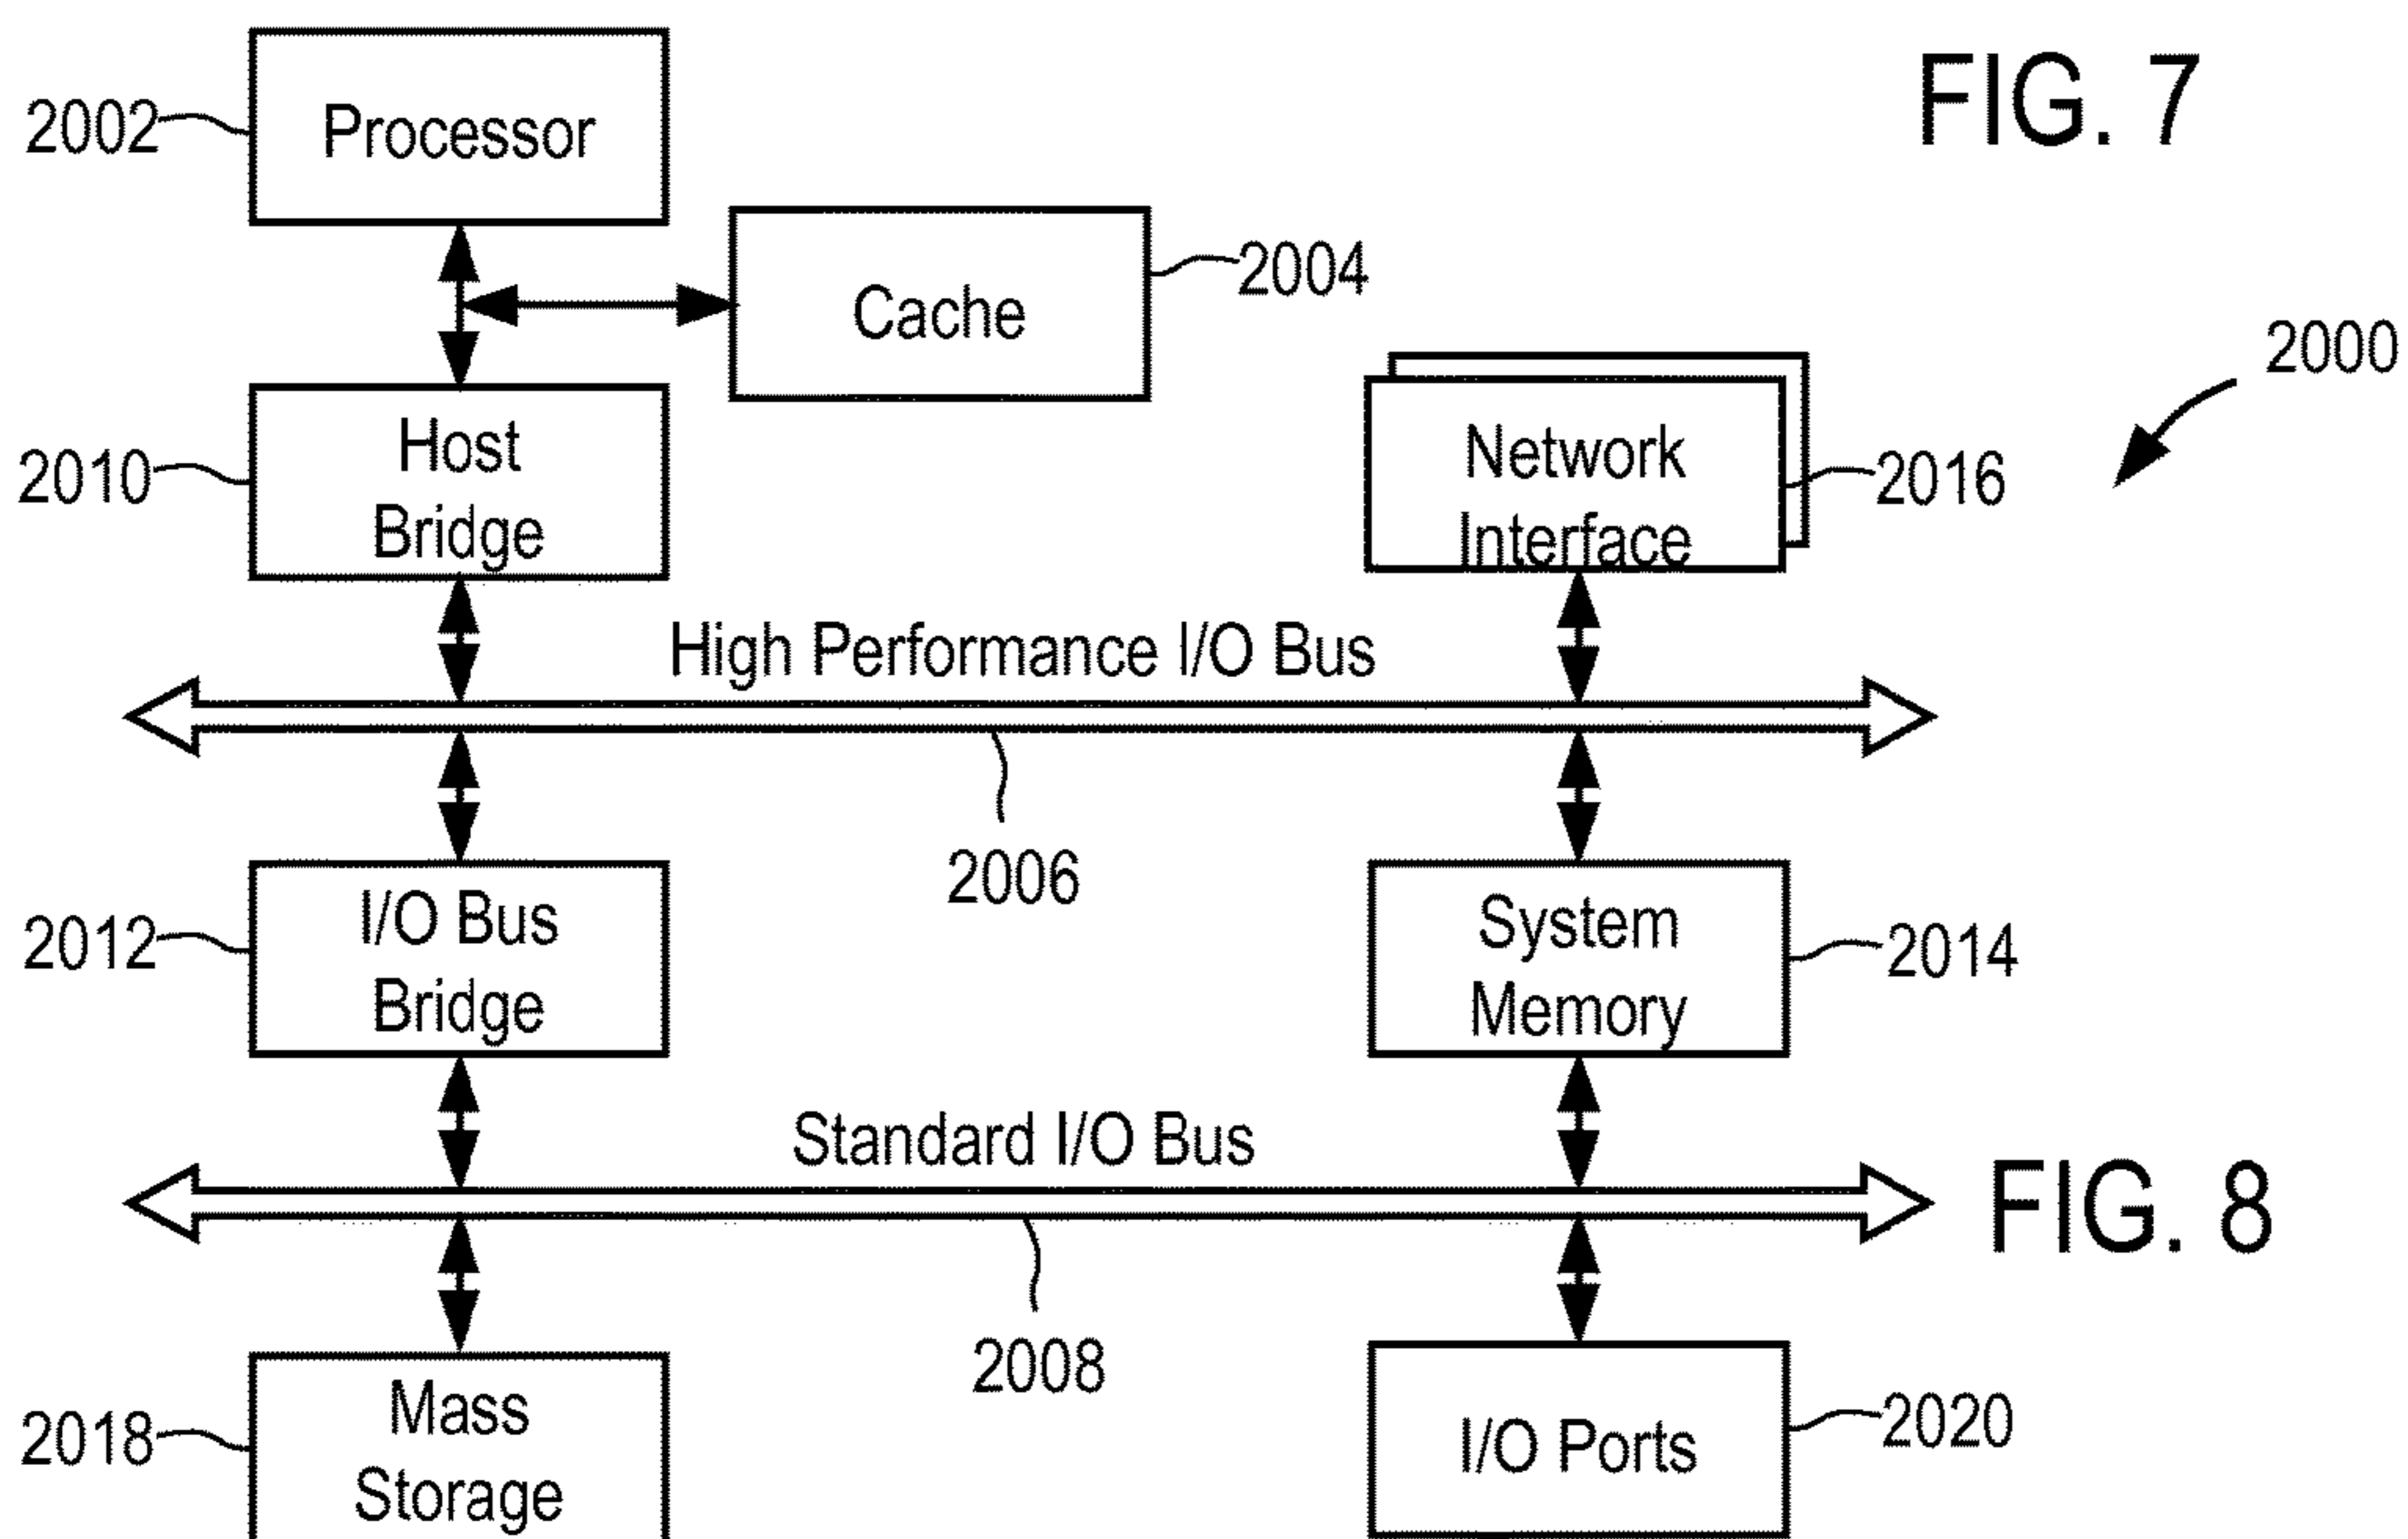 FIG. 7
2002
Processor
2004
Cache
2000
2010
Host
Bridge
Network
Interface
2016
High Performance I/O Bus
2006
2012
I/O Bus
Bridge
System
Memory
2014
Standard I/O Bus
FIG. 8
2008
2018
Mass
Storage
I/O Ports
2020